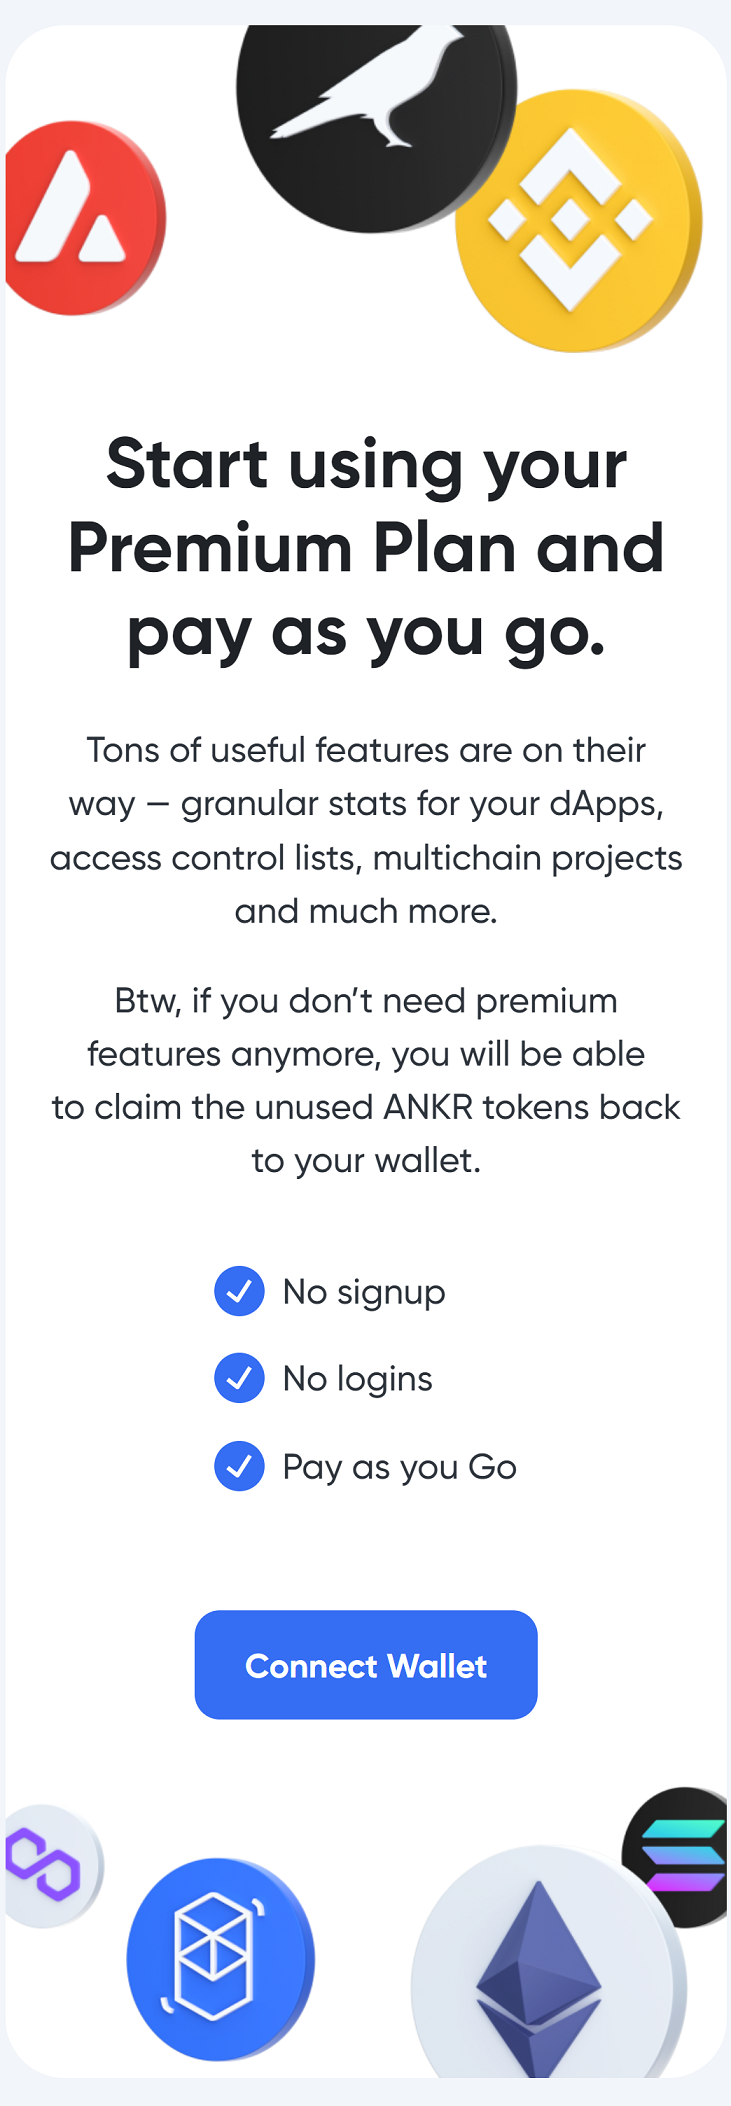 Start using your
Premium Plan and
pay as you go.
Tons of useful features are on their
way — granular stats for your dApps,
access control lists, multichain projects
and much more.
Btw, if you don’t need premium
features anymore, you will be able
to claim the unused ANKR tokens back
to your wallet.
No signup
No logins
Pay as you Go
Connect Wallet